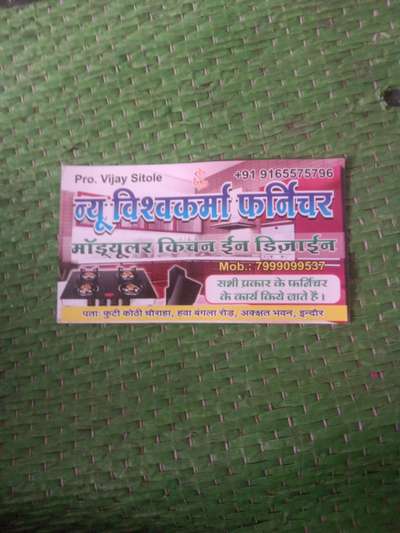 Pro. Vijay Sitole
+91 9165575796
न्यू विश्वकर्मा फर्निचर
मॉड्यूलर किचन ईन डिज़ाईन
Mob.: 7999099537
सभी प्रकार के फर्निचर
के कार्य किये जाते है।
पता: फुटी कोठी चोराहा, हवा बंगला रोड़, अक्क्षत भवन, इन्दौर